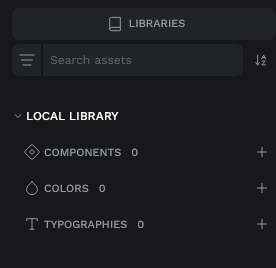 LIBRARIES
Search assets
LOCAL LIBRARY
COMPONENTS 0
COLORS 0
TYPOGRAPHIES 0